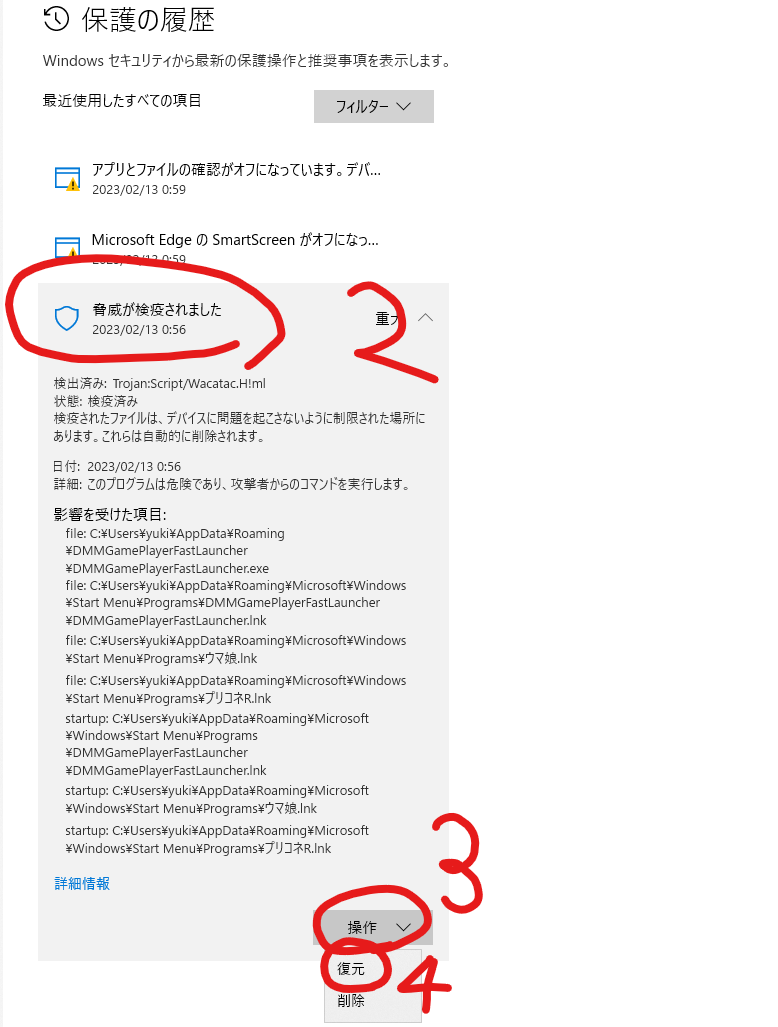 保護の履歴
Windows セキュリティから最新の保護操作と推奨事項を表示します。
最近使用したすべての項目
フィルター
アプリとファイルの確認がオフになっています。デバ...
2023/02/13 0:59
Microsoft Edge の SmartScreen がオフになっ...
2023/02/13 0:59
脅威が検疫されました
2023/02/13 0:56
重大
2
検出済み: Trojan:Script/Wacatac.H!ml
状態: 検疫済み
検疫されたファイルは、デバイスに問題を起こさないように制限された場所に
あります。これらは自動的に削除されます。
日付: 2023/02/13 0:56
詳細: このプログラムは危険であり、攻撃者からのコマンドを実行します。
影響を受けた項目:
file: C:¥Users¥yuki¥AppData¥Roaming
¥DMMGamePlayerFastLauncher
¥DMMGamePlayerFastLauncher.exe
file: C:¥Users¥yuki¥AppData¥Roaming¥Microsoft¥Windows
¥Start Menu¥Programs¥DMMGamePlayerFastLauncher
¥DMMGamePlayerFastLauncher.lnk
file: C:¥Users¥yuki¥AppData¥Roaming¥Microsoft¥Windows
¥Start Menu¥Programs¥ウマ娘.lnk
file: C:¥Users¥yuki¥AppData¥Roaming¥Microsoft¥Windows
¥Start Menu¥Programs¥プリコネR.lnk
startup: C:¥Users¥yuki¥AppData¥Roaming¥Microsoft
¥Windows¥Start Menu¥Programs
¥DMMGamePlayerFastLauncher
¥DMMGamePlayerFastLauncher.lnk
startup: C:¥Users¥yuki¥AppData¥Roaming¥Microsoft
¥Windows¥Start Menu¥Programs¥ウマ娘.lnk
startup: C:¥Users¥yuki¥AppData¥Roaming¥Microsoft
¥Windows¥Start Menu¥Programs¥プリコネR.lnk
3
詳細情報
操作
復元
4
削除